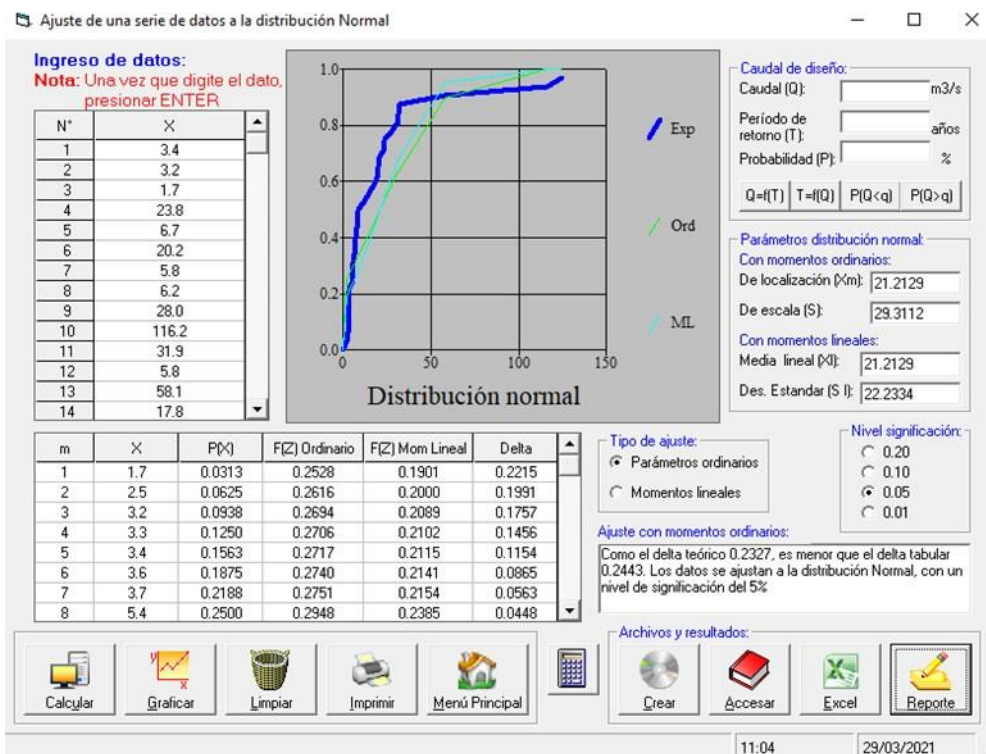 Ajuste de una serie de datos a la distribución Normal
Ingreso de datos:
Nota: Una vez que digite el dato,
presionar ENTER
N° X
1 3.4
2 3.2
3 1.7
4 23.8
5 6.7
6 20.2
7 5.8
8 6.2
9 28.0
10 116.2
11 31.9
12 5.8
13 58.1
14 17.8
1.0
0.8
0.6
0.4
0.2
0.0
0 50 100 150
Exp
Ord
ML
Distribución normal
Caudal de diseño:
Caudal (Q): m3/s
Período de
retorno (T): años
Probabilidad (P): %
Q=f(T) T=f(Q) P(Q<q) P(Q>q)
Parámetros distribución normal:
Con momentos ordinarios:
De localización (Xm): 21.2129
De escala (S): 29.3112
Con momentos lineales:
Media lineal (Xl): 21.2129
Des. Estandar (S l): 22.2334
m X P(X) F(Z) Ordinario F(Z) Mom Lineal Delta
1 1.7 0.0313 0.2528 0.1901 0.2215
2 2.5 0.0625 0.2616 0.2000 0.1991
3 3.2 0.0938 0.2694 0.2089 0.1757
4 3.3 0.1250 0.2706 0.2102 0.1456
5 3.4 0.1563 0.2717 0.2115 0.1154
6 3.6 0.1875 0.2740 0.2141 0.0865
7 3.7 0.2188 0.2751 0.2154 0.0563
8 5.4 0.2500 0.2948 0.2385 0.0448
Tipo de ajuste:
Parámetros ordinarios
Momentos lineales
Nivel significación:
0.20
0.10
0.05
0.01
Ajuste con momentos ordinarios:
Como el delta teórico 0.2327, es menor que el delta tabular
0.2443. Los datos se ajustan a la distribución Normal, con un
nivel de significación del 5%
Calcular Graficar Limpiar Imprimir Menú Principal
Archivos y resultados:
Crear Accesar Excel Reporte
11:04 29/03/2021